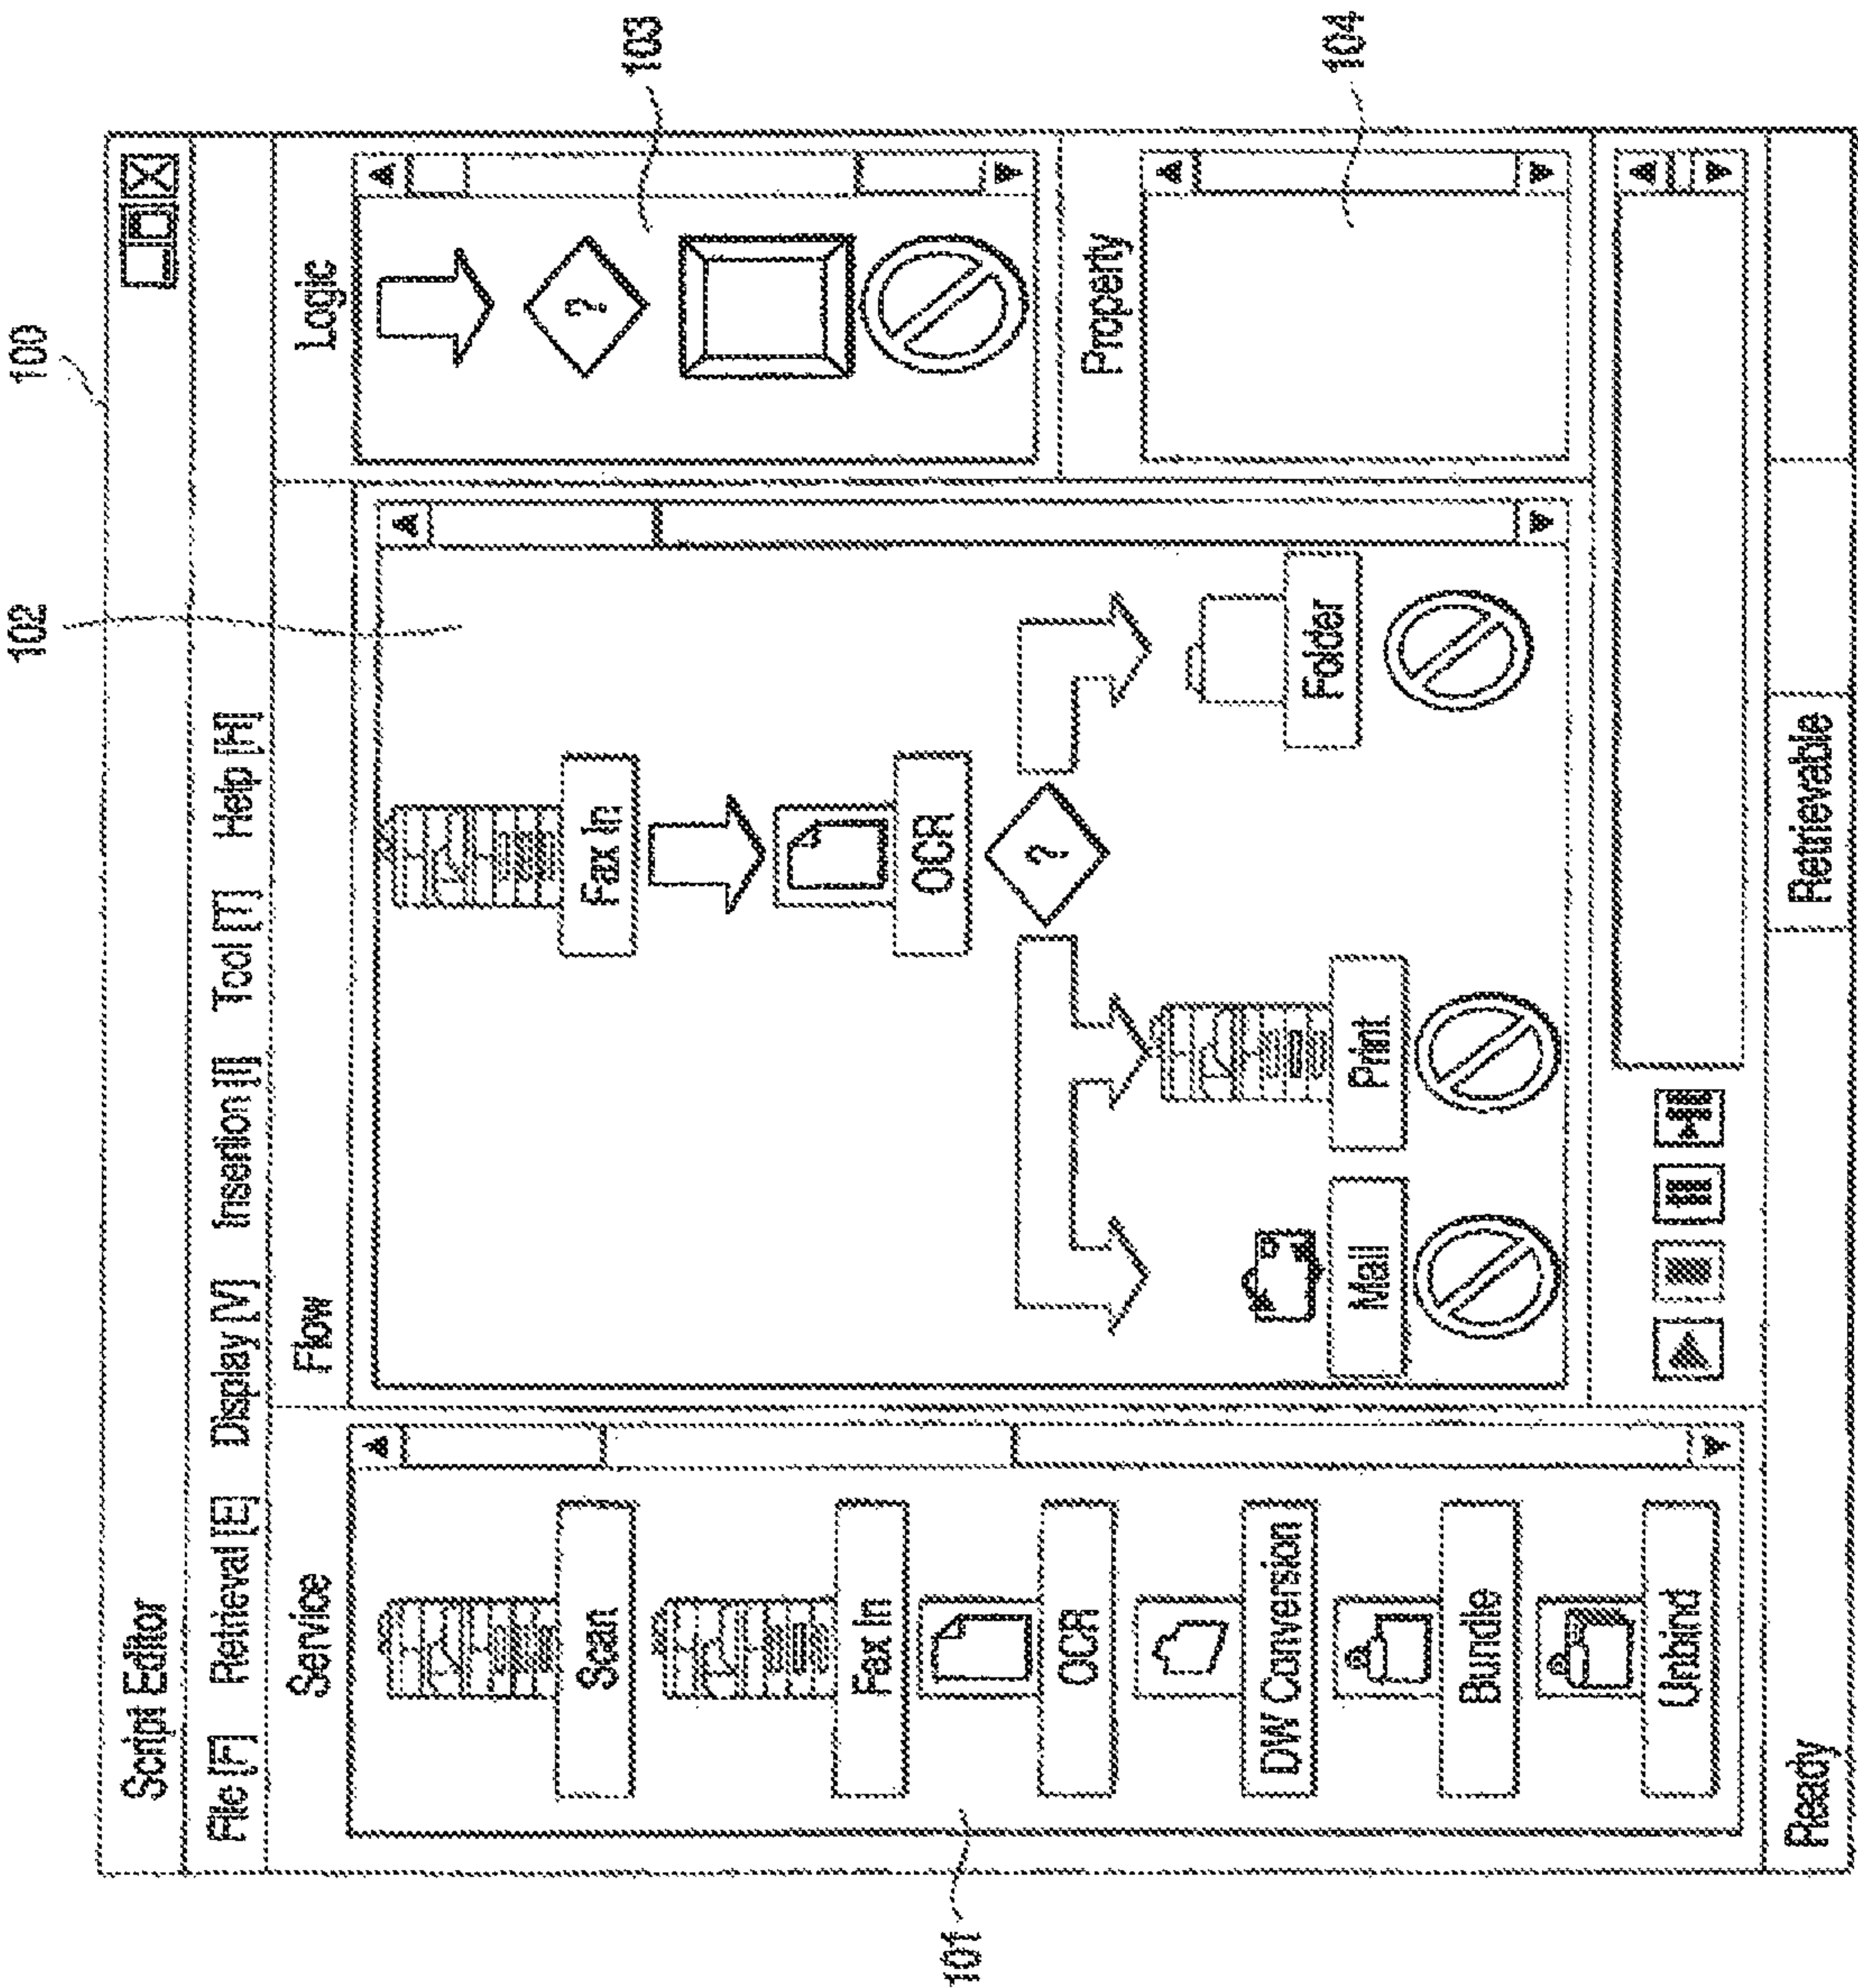 100
102
Script Editor
File [F] Retrieval [E] Display [V] Insertion [I] Tool [T] Help [H]
Service
Flow
Logic
Scan
Fax In
OCR
DW Conversion
Bundle
Unbind
Fax In
OCR
?
Mail
Print
Folder
?
103
Property
104
101
Ready
Retrievable